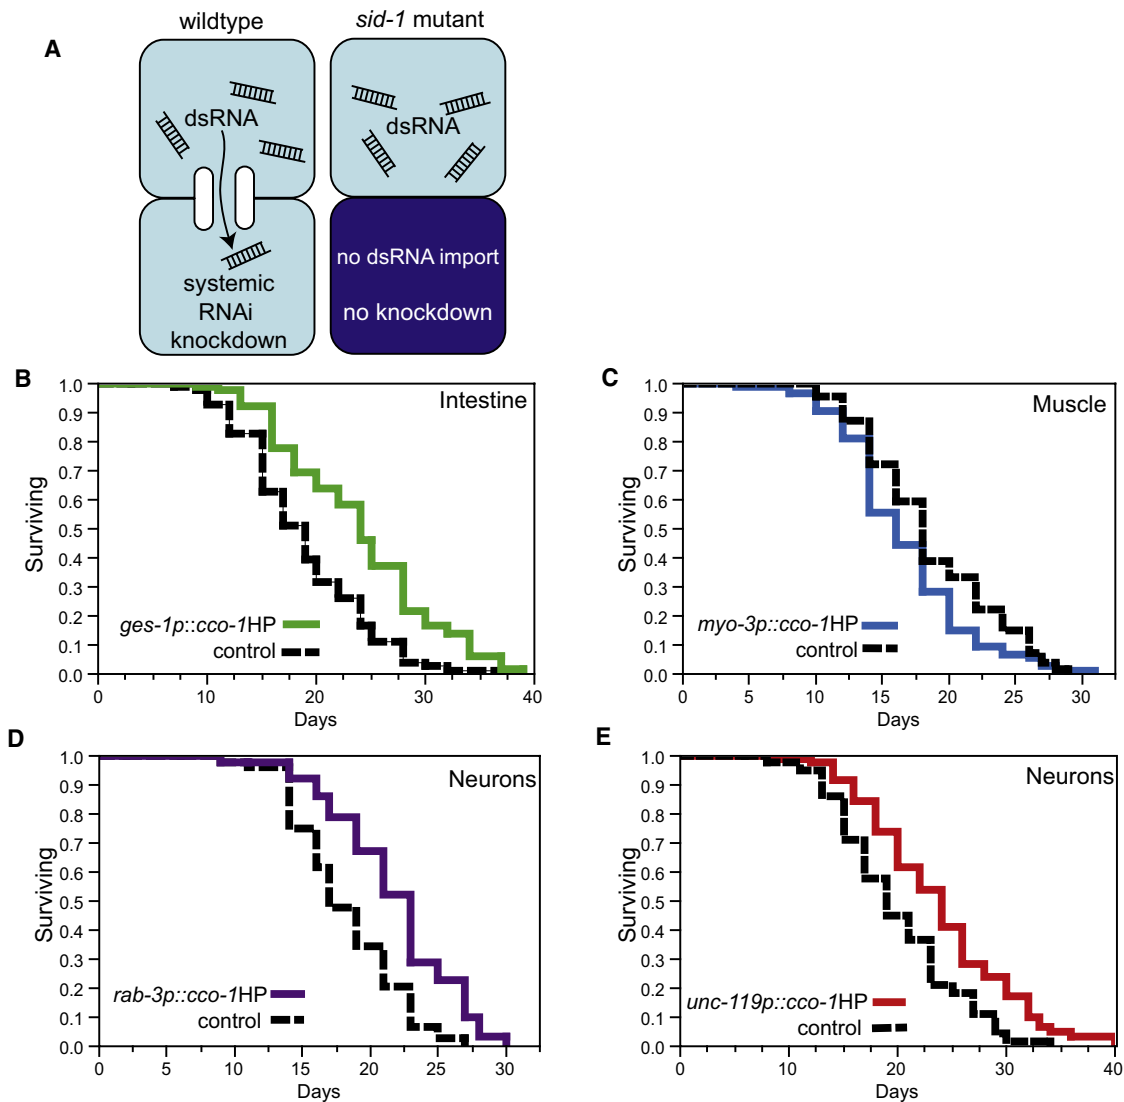 A
wildtype
sid-1 mutant
dsRNA
systemic
RNAi
knockdown
dsRNA
no dsRNA import
no knockdown
B
Intestine
Surviving
1.0
0.9
0.8
0.7
0.6
0.5
0.4
0.3
0.2
0.1
0.0
ges-1p::cco-1HP
control
0 10 20 30 40
Days
C
Muscle
Surviving
1.0
0.9
0.8
0.7
0.6
0.5
0.4
0.3
0.2
0.1
0.0
myo-3p::cco-1HP
control
0 5 10 15 20 25 30
Days
D
Neurons
Surviving
1.0
0.9
0.8
0.7
0.6
0.5
0.4
0.3
0.2
0.1
0.0
rab-3p::cco-1HP
control
0 5 10 15 20 25 30
Days
E
Neurons
Surviving
1.0
0.9
0.8
0.7
0.6
0.5
0.4
0.3
0.2
0.1
0.0
unc-119p::cco-1HP
control
0 10 20 30 40
Days